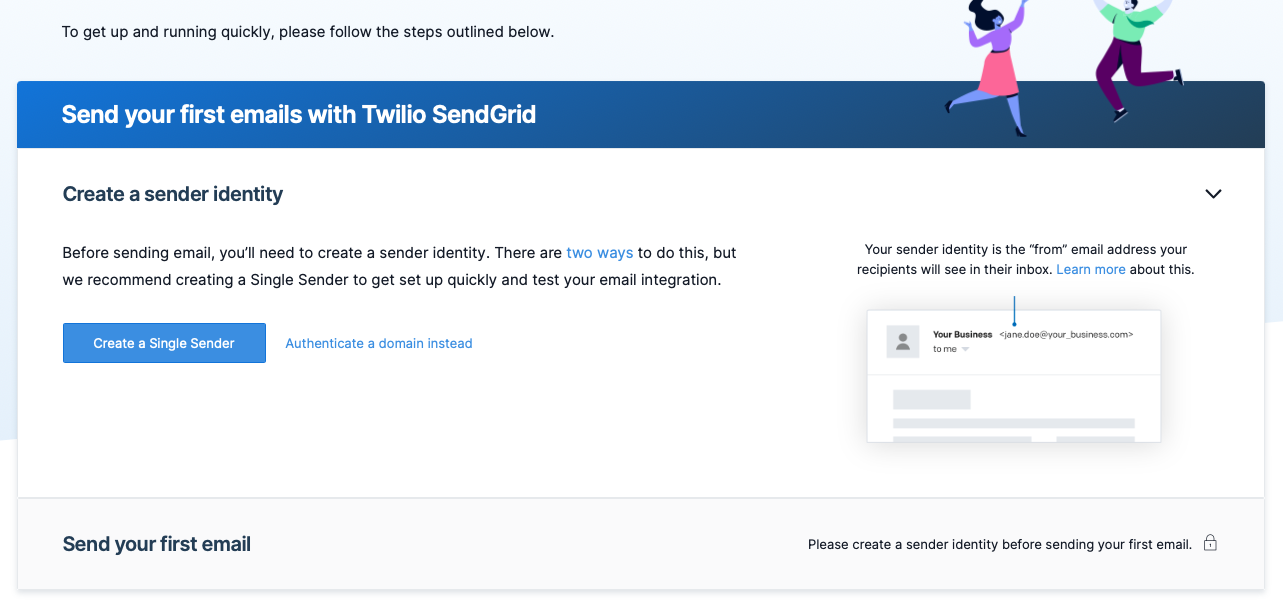 To get up and running quickly, please follow the steps outlined below.
Send your first emails with Twilio SendGrid
Create a sender identity
Before sending email, you’ll need to create a sender identity. There are two ways to do this, but
we recommend creating a Single Sender to get set up quickly and test your email integration.
Create a Single Sender
Authenticate a domain instead
Your sender identity is the “from” email address your
recipients will see in their inbox. Learn more about this.
Your Business <jane.doe@your_business.com>
to me
Send your first email
Please create a sender identity before sending your first email.